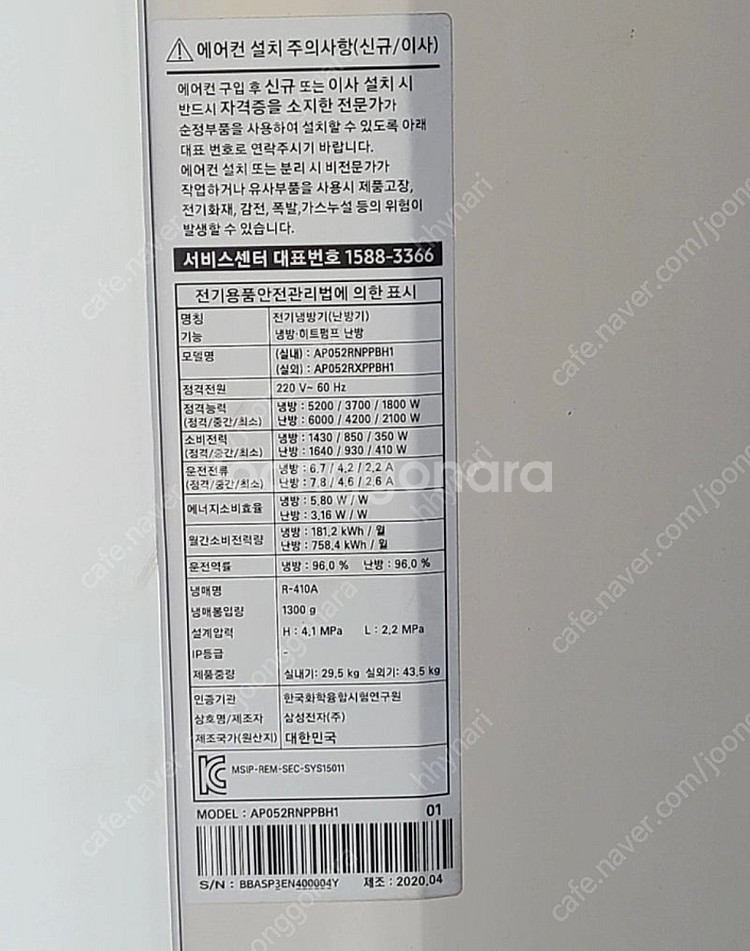 에어컨 설치 주의사항(신규/이사)
에어컨 구입 후 신규 또는 이사 설치 시
반드시 자격증을 소지한 전문가가
순정부품을 사용하여 설치할 수 있도록 아래
대표 번호로 연락주시기 바랍니다.
에어컨 설치 또는 분리 시 비전문가가
작업하거나 유사부품을 사용시 제품고장,
전기화재, 감전, 폭발,가스누설 등의 위험이
발생할 수 있습니다.
서비스센터 대표번호 1588-3366
전기용품안전관리법에 의한 표시
명칭 전기냉방기(난방기)
기능 냉방·히트펌프 난방
모델명 (실내) : AP052RNPPBH1
(실외) : AP052RXPPBH1
정격전원 220 V~ 60 Hz
정격능력 냉방 : 5200 / 3700 / 1800 W
(정격/중간/최소) 난방 : 6000 / 4200 / 2100 W
소비전력 냉방 : 1430 / 850 / 350 W
(정격/중간/최소) 난방 : 1640 / 930 / 410 W
운전전류 냉방 : 6.7 / 4.2 / 2.2 A
(정격/중간/최소) 난방 : 7.8 / 4.6 / 2.6 A
에너지소비효율 냉방 : 5.80 W / W
난방 : 3.16 W / W
월간소비전력량 냉방 : 181.2 kWh / 월
난방 : 758.4 kWh / 월
운전역률 냉방 : 96.0 % 난방 : 96.0 %
냉매명 R-410A
냉매봉입량 1300 g
설계압력 H : 4.1 MPa L : 2.2 MPa
IP등급 -
제품중량 실내기 : 29.5 kg 실외기 : 43.5 kg
인증기관 한국화학융합시험연구원
상호명/제조자 삼성전자(주)
제조국가(원산지) 대한민국
MSIP-REM-SEC-SYS15011
MODEL : AP052RNPPBH1 01
S/N : BBASP3EN400004Y 제조 : 2020.04
cafe.naver.com/joong
hhynari
joonggonara